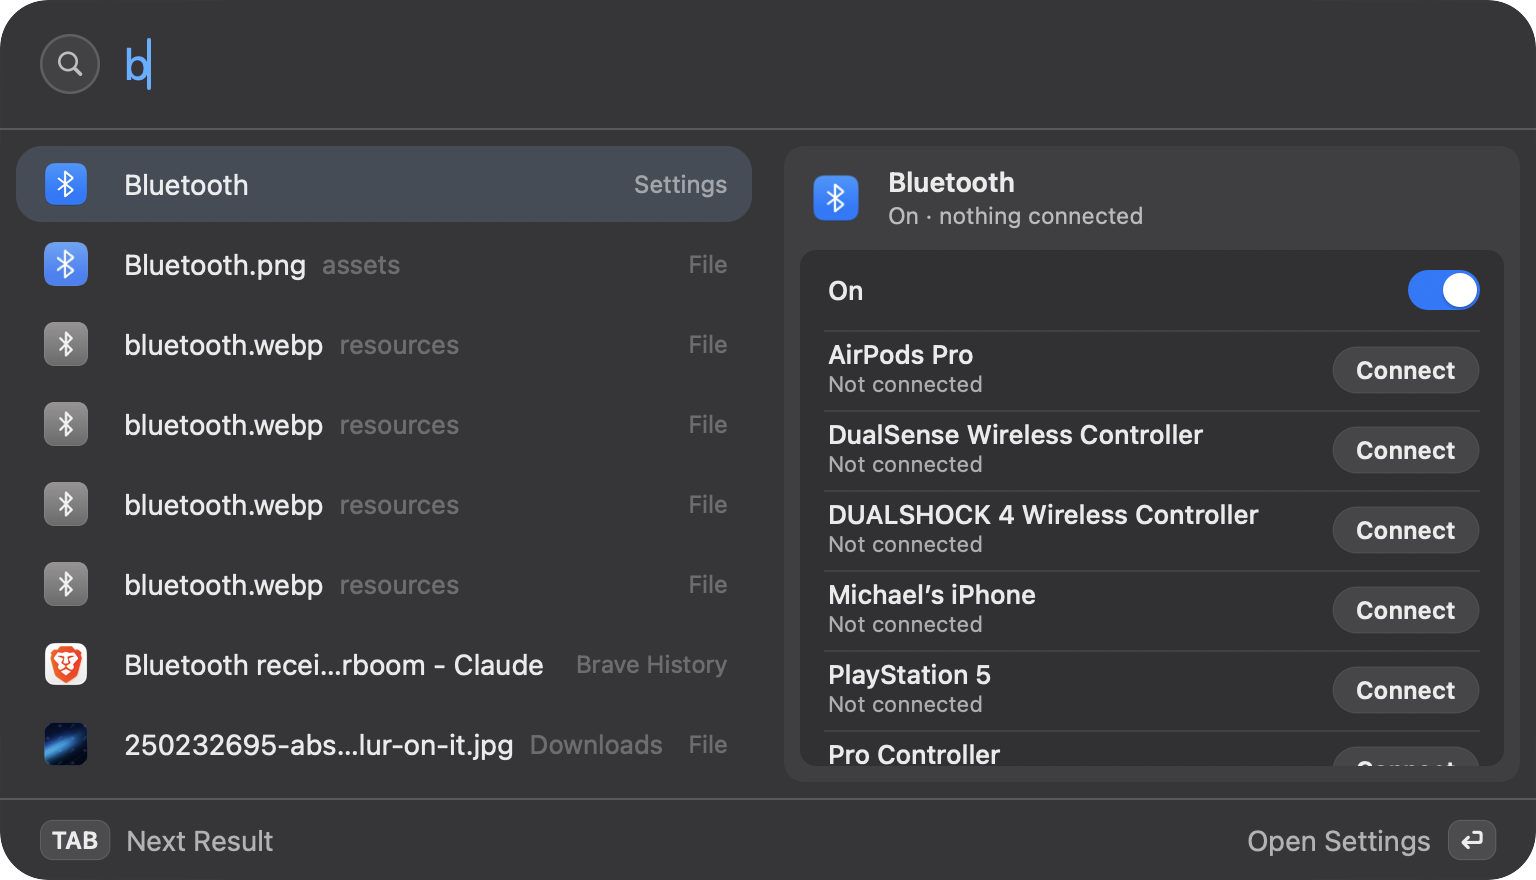 b
Bluetooth Settings
Bluetooth.png assets File
bluetooth.webp resources File
bluetooth.webp resources File
bluetooth.webp resources File
bluetooth.webp resources File
Bluetooth recei...rboom - Claude Brave History
250232695-abs...lur-on-it.jpg Downloads File
Bluetooth
On · nothing connected
On
AirPods Pro
Not connected
Connect
DualSense Wireless Controller
Not connected
Connect
DUALSHOCK 4 Wireless Controller
Not connected
Connect
Michael’s iPhone
Not connected
Connect
PlayStation 5
Not connected
Connect
Pro Controller
Connect
TAB Next Result
Open Settings